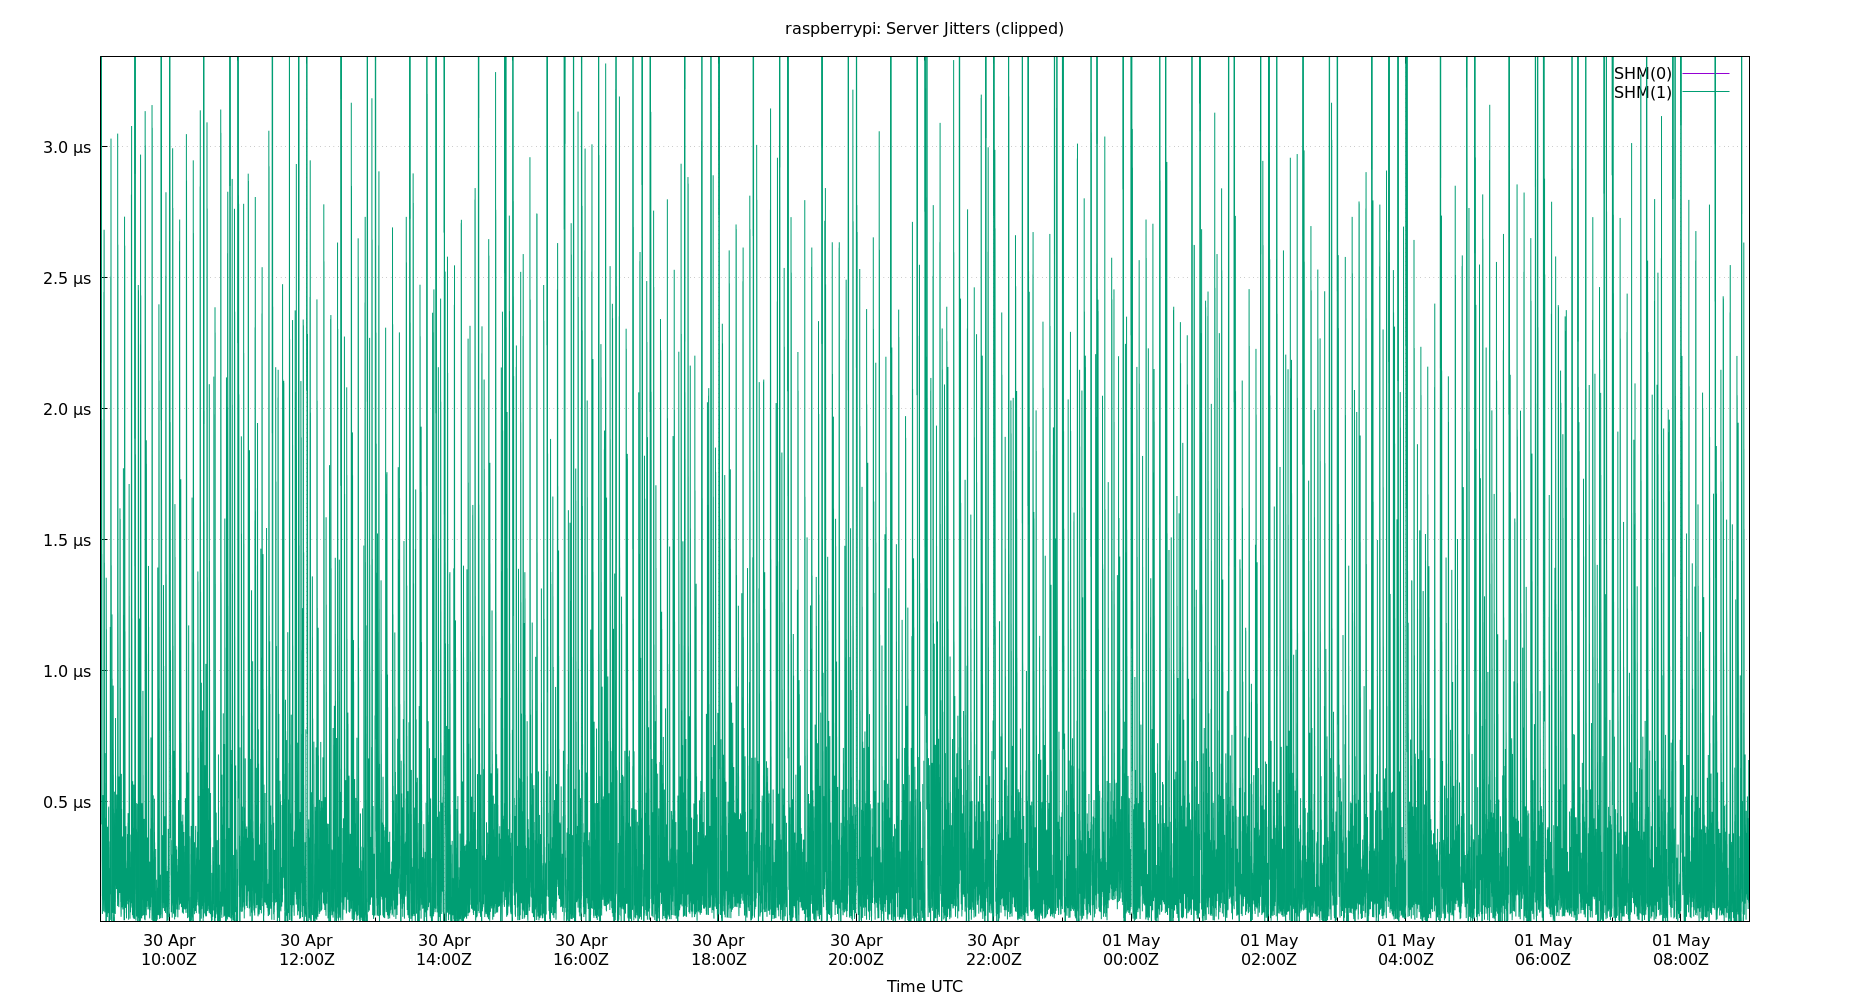 raspberrypi: Server Jitters (clipped)
SHM(0)
SHM(1)
3.0 µs
2.5 µs
2.0 µs
1.5 µs
1.0 µs
0.5 µs
30 Apr 30 Apr 30 Apr 30 Apr 30 Apr 30 Apr 30 Apr 01 May 01 May 01 May 01 May 01 May
10:00Z 12:00Z 14:00Z 16:00Z 18:00Z 20:00Z 22:00Z 00:00Z 02:00Z 04:00Z 06:00Z 08:00Z
Time UTC